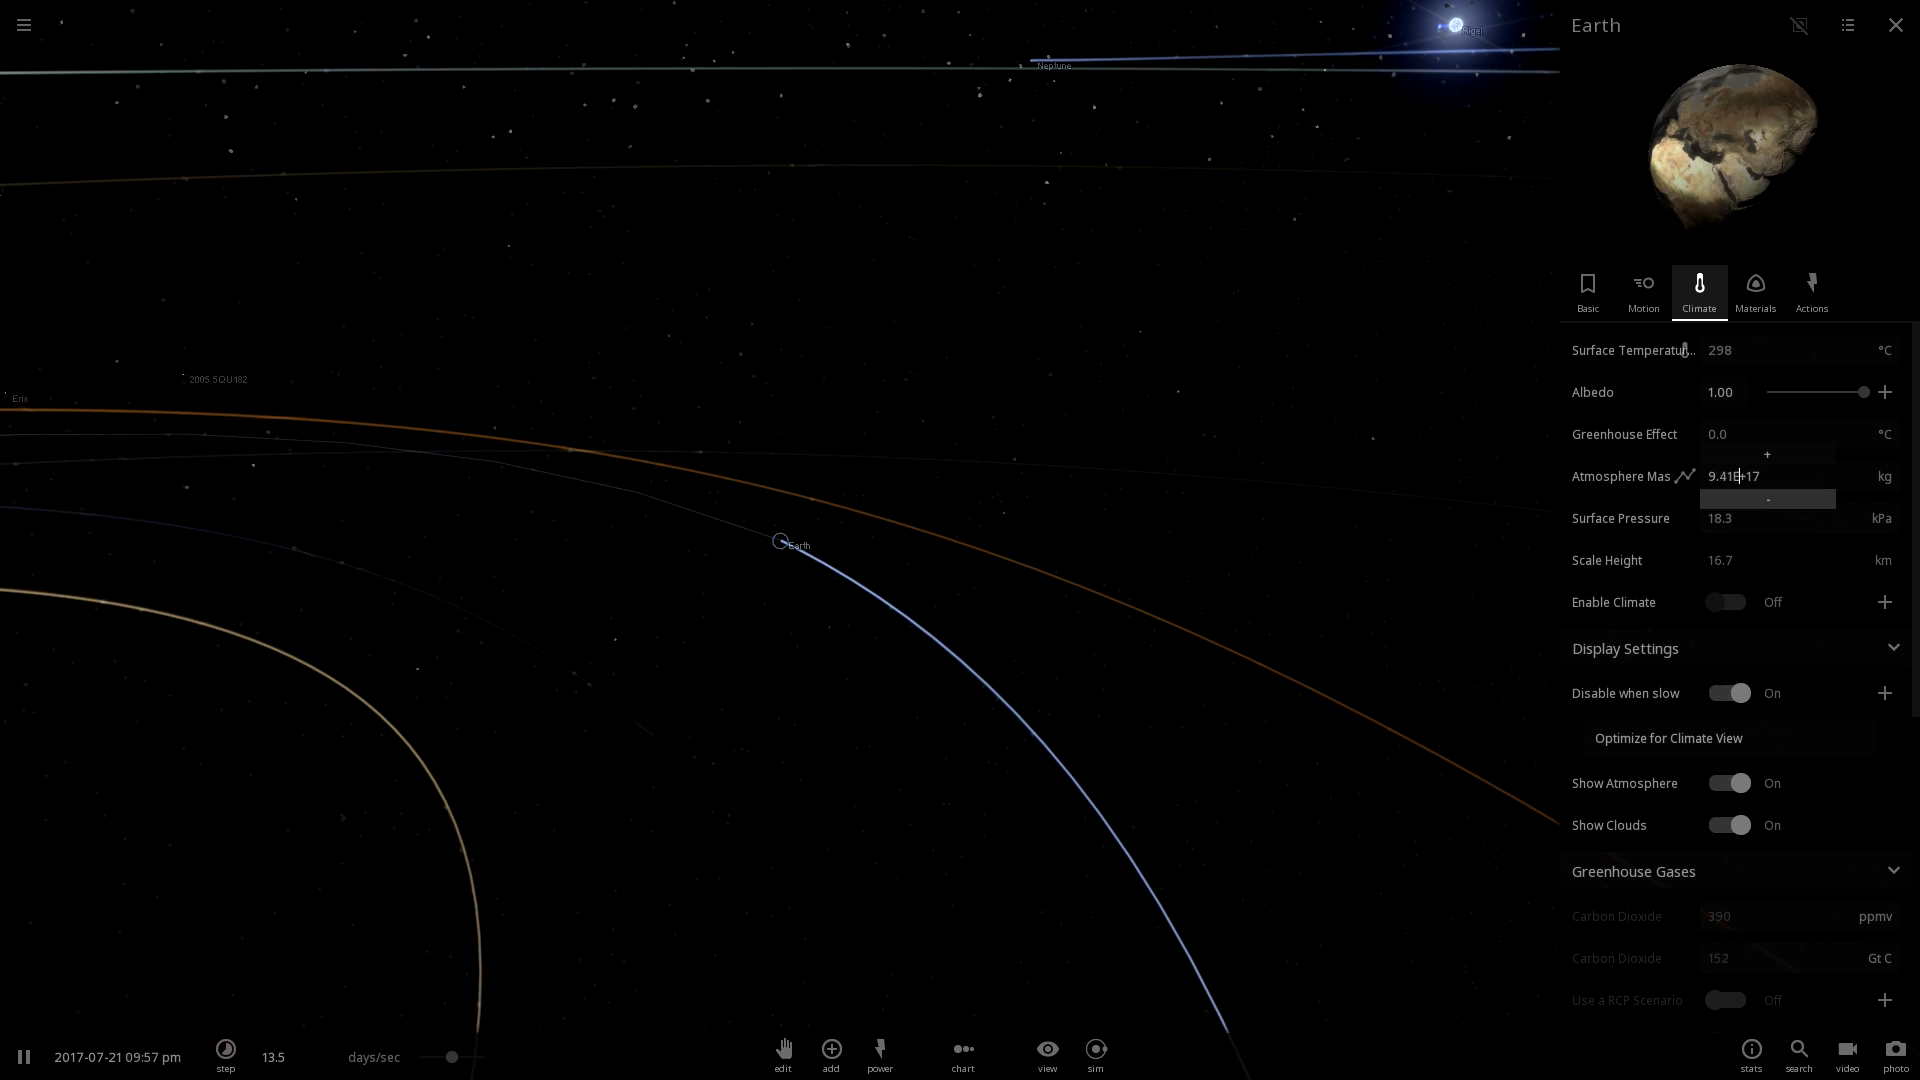 Earth
Rigel
Neptune
Basic
Motion
Climate
Materials
Actions
Surface Temperatur... 298 °C
2005 SQU182
Albedo 1.00
Eris
Greenhouse Effect 0.0 °C
+
Atmosphere Mas 9.41E+17 kg
-
Surface Pressure 18.3 kPa
Earth
Scale Height 16.7 km
Enable Climate Off
Display Settings
Disable when slow On
Optimize for Climate View
Show Atmosphere On
Show Clouds On
Greenhouse Gases
Carbon Dioxide 390 ppmv
Carbon Dioxide 152 Gt C
Use a RCP Scenario Off
2017-07-21 09:57 pm
step
13.5 days/sec
edit
add
power
chart
view
sim
stats
search
video
photo